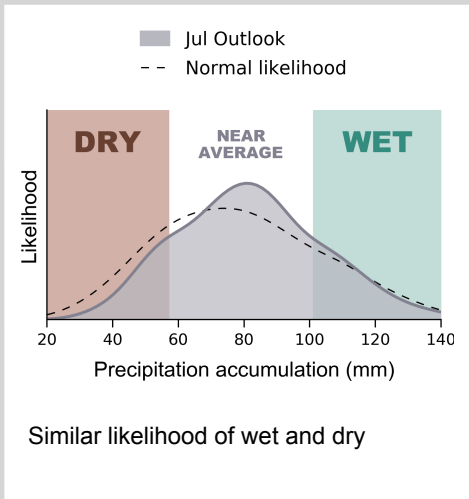 Jul Outlook
Normal likelihood
DRY
NEAR
AVERAGE
WET
Likelihood
20 40 60 80 100 120 140
Precipitation accumulation (mm)
Similar likelihood of wet and dry